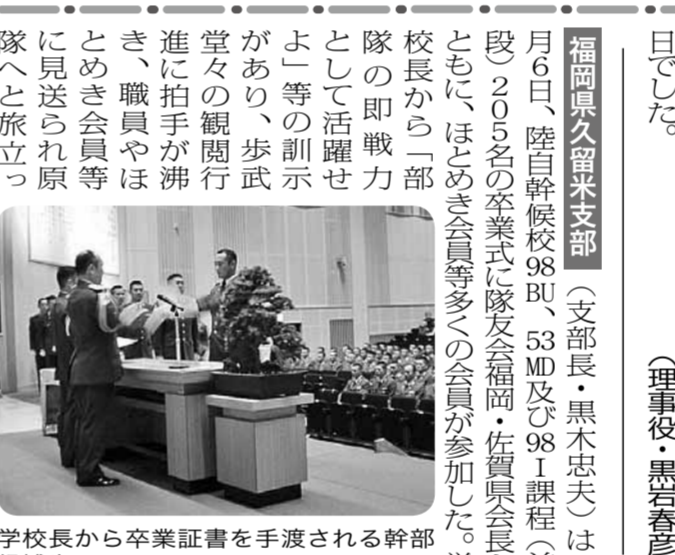 日でした。
（理事役・黒岩春彦
福岡県久留米支部（支部長・黒木忠夫）は
月６日、陸自幹候校98BU、53MD及び98Ｉ課程（
段）205名の卒業式に隊友会福岡・佐賀県会長
ともに、ほとめき会員等多くの会員が参加した。
校長から「部
隊の即戦力
として活躍せ
よ」等の訓示
があり、歩武
堂々の観閲行
進に拍手が沸
き、職員やほ
とめき会員等
に見送られ原
隊へと旅立っ
学校長から卒業証書を手渡される幹部